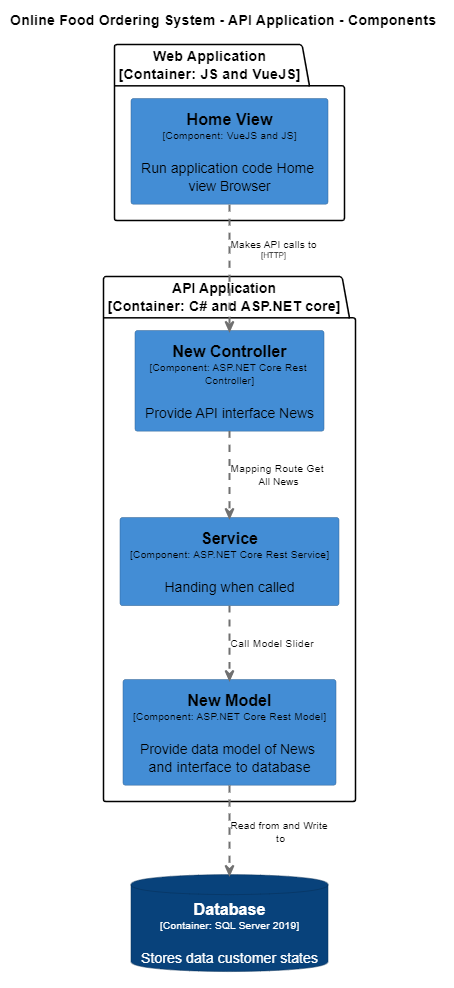 Online Food Ordering System - API Application - Components
Web Application
[Container: JS and VueJS]
Home View
[Component: VueJS and JS]
Run application code Home
view Browser
Makes API calls to
[HTTP]
API Application
[Container: C# and ASP.NET core]
New Controller
[Component: ASP.NET Core Rest
Controller]
Provide API interface News
Mapping Route Get
All News
Service
[Component: ASP.NET Core Rest Service]
Handing when called
Call Model Slider
New Model
[Component: ASP.NET Core Rest Model]
Provide data model of News
and interface to database
Read from and Write
to
Database
[Container: SQL Server 2019]
Stores data customer states